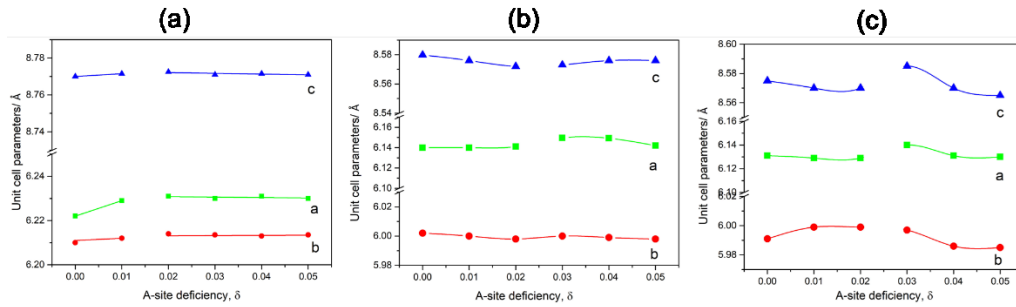 (a)
(b)
(c)
Unit cell parameters/ Å
8.78
8.76
8.74
6.24
6.22
6.20
c
a
b
0.00 0.01 0.02 0.03 0.04 0.05
A-site deficiency, δ
Unit cell parameters/ Å
8.58
8.56
8.54
6.16
6.14
6.12
6.10
6.00
5.98
c
a
b
0.00 0.01 0.02 0.03 0.04 0.05
A-site deficiency, δ
Unit cell parameters/ Å
8.60
8.58
8.56
6.14
6.13
6.12
6.10
6.00
5.98
c
a
b
0.00 0.01 0.02 0.03 0.04 0.05
A-site deficiency, δ